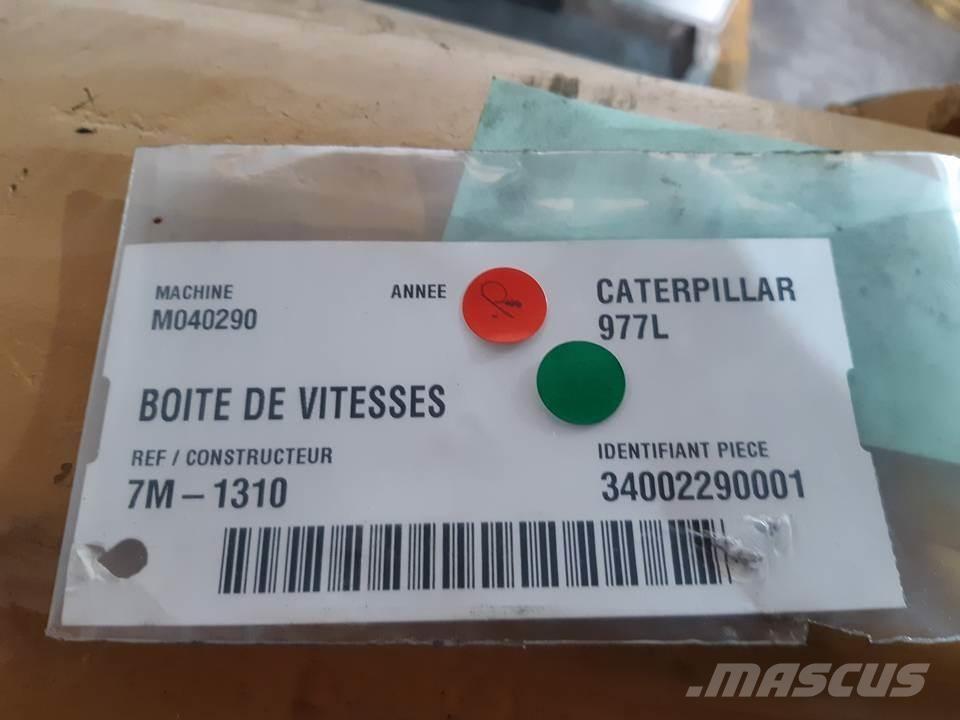 MACHINE
M040290
ANNEE
CATERPILLAR
977L
BOITE DE VITESSES
REF / CONSTRUCTEUR
7M – 1310
IDENTIFIANT PIECE
34002290001
.MASCUS